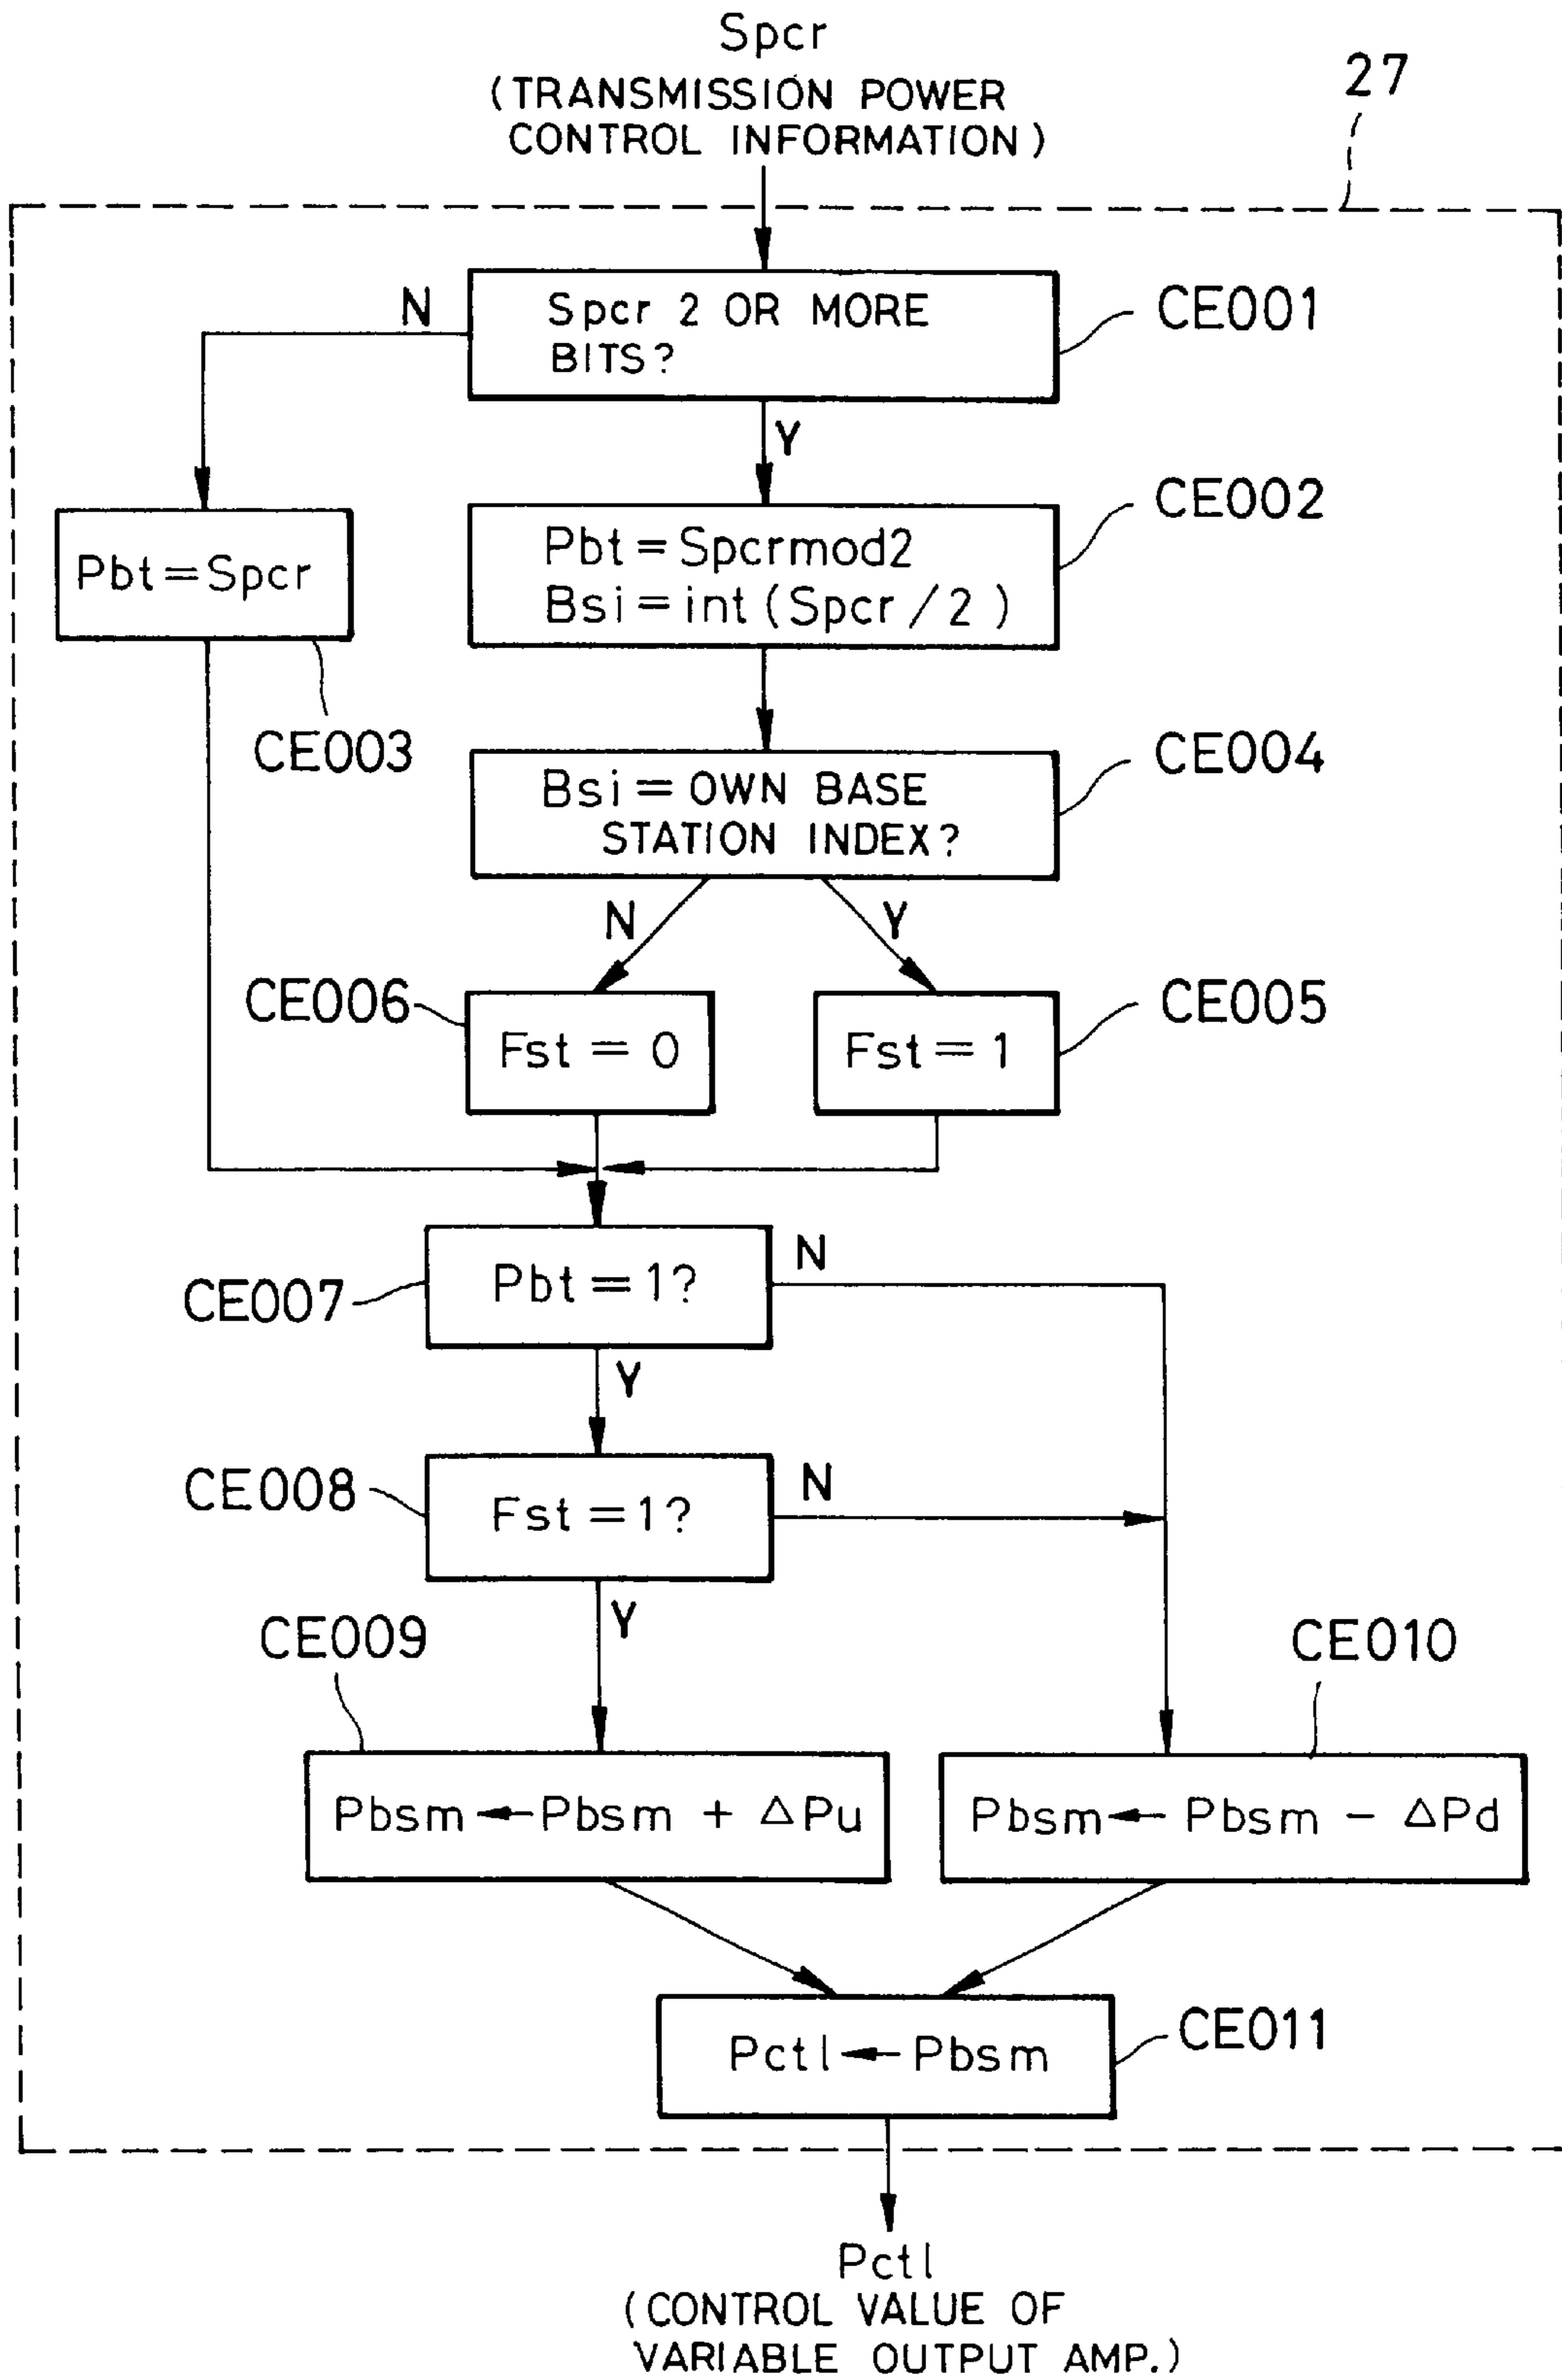 Spcr
(TRANSMISSION POWER
CONTROL INFORMATION)
27
N
Spcr 2 OR MORE
BITS?
CE001
Y
Pbt=Spcr
CE003
Pbt=Spcrmod2
Bsi=int(Spcr/2)
CE002
Bsi=OWN BASE
STATION INDEX?
CE004
N
Y
CE006
Fst=0
Fst=1
CE005
CE007
Pbt=1?
N
Y
CE008
Fst=1?
N
Y
CE009
CE010
Pbsm←Pbsm + △Pu
Pbsm← Pbsm - △Pd
Pctl←Pbsm
CE011
Pctl
(CONTROL VALUE OF
VARIABLE OUTPUT AMP.)